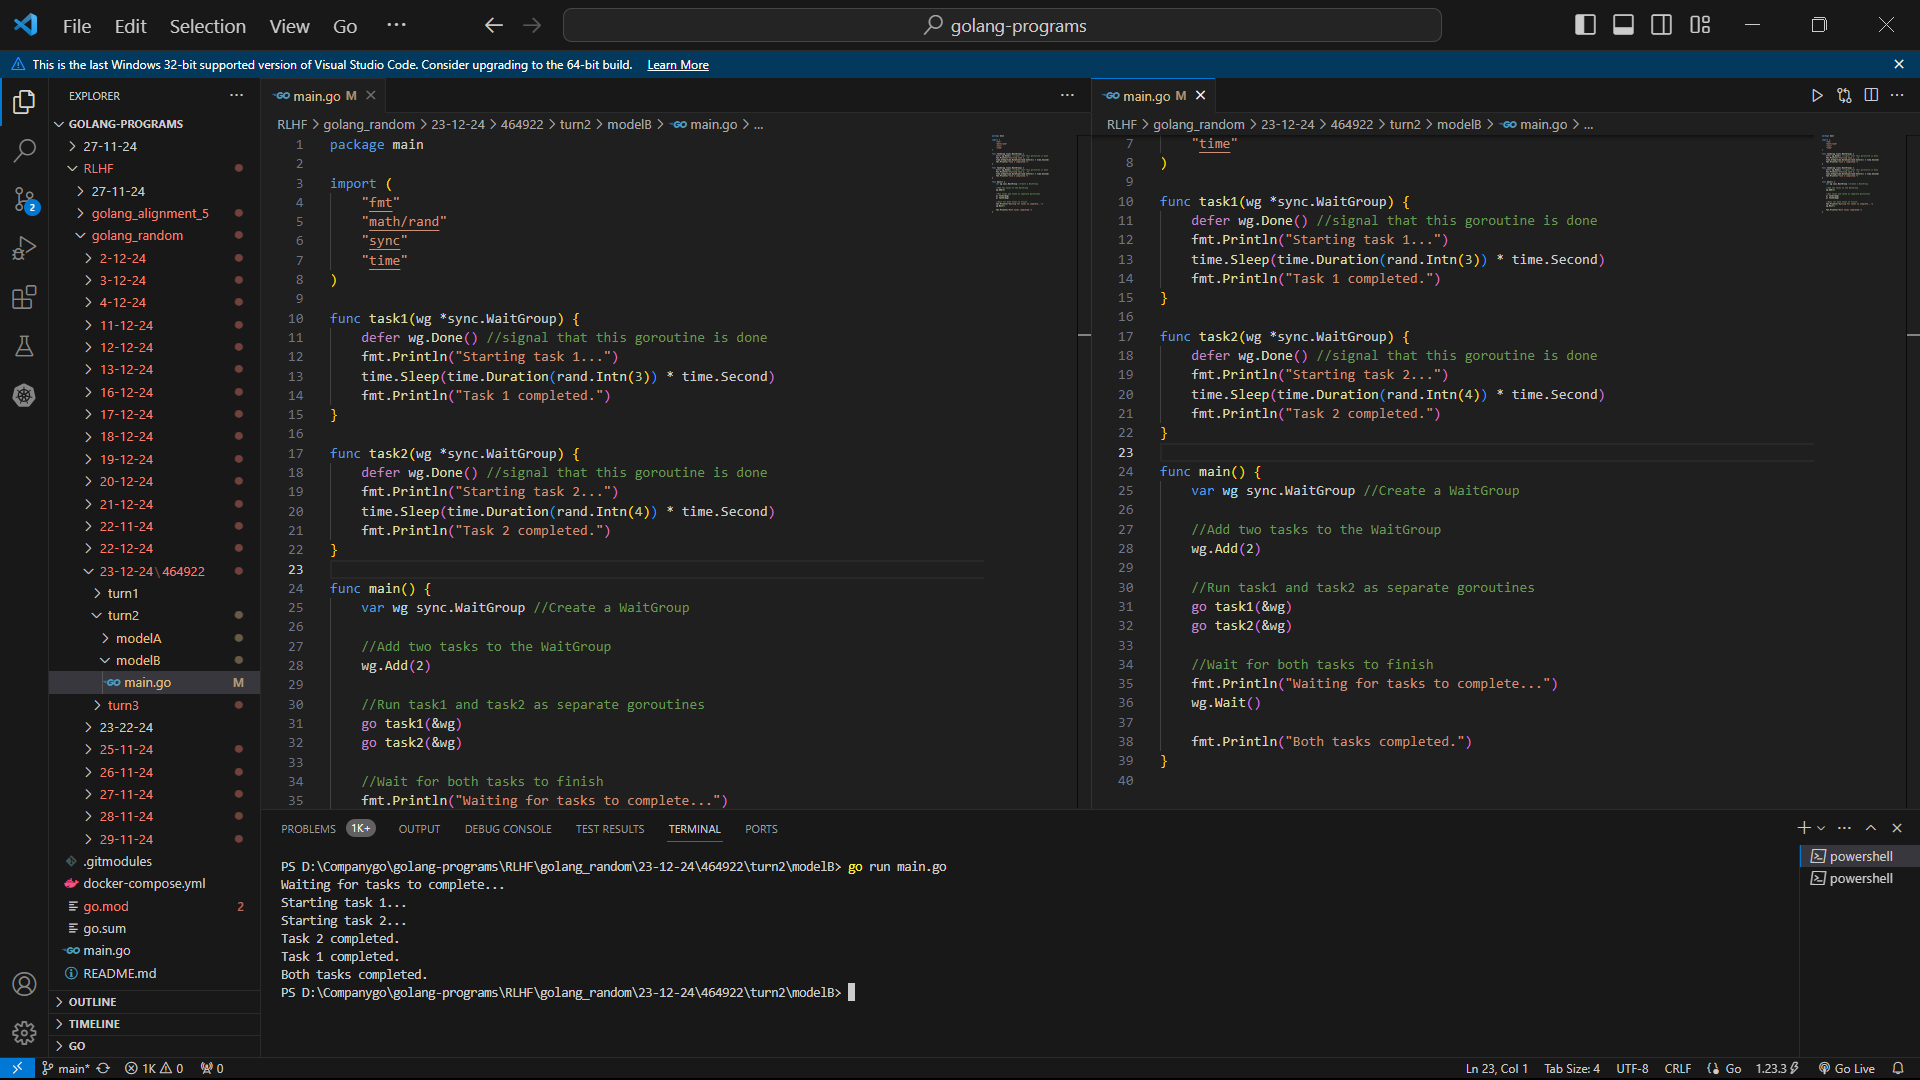 File Edit Selection View Go ...
golang-programs
This is the last Windows 32-bit supported version of Visual Studio Code. Consider upgrading to the 64-bit build. Learn More
EXPLORER ...
GOLANG-PROGRAMS
27-11-24
RLHF
27-11-24
golang_alignment_5
golang_random
2-12-24
3-12-24
4-12-24
11-12-24
12-12-24
13-12-24
16-12-24
17-12-24
18-12-24
19-12-24
20-12-24
21-12-24
22-11-24
22-12-24
23-12-24\464922
turn1
turn2
modelA
modelB
main.go M
turn3
23-22-24
25-11-24
26-11-24
27-11-24
28-11-24
29-11-24
.gitmodules
docker-compose.yml
go.mod 2
go.sum
main.go
README.md
OUTLINE
TIMELINE
GO
2
main.go M
RLHF > golang_random > 23-12-24 > 464922 > turn2 > modelB > main.go > ...
1 package main
2
3 import (
4 "fmt"
5 "math/rand"
6 "sync"
7 "time"
8 )
9
10 func task1(wg *sync.WaitGroup) {
11 defer wg.Done() //signal that this goroutine is done
12 fmt.Println("Starting task 1...")
13 time.Sleep(time.Duration(rand.Intn(3)) * time.Second)
14 fmt.Println("Task 1 completed.")
15 }
16
17 func task2(wg *sync.WaitGroup) {
18 defer wg.Done() //signal that this goroutine is done
19 fmt.Println("Starting task 2...")
20 time.Sleep(time.Duration(rand.Intn(4)) * time.Second)
21 fmt.Println("Task 2 completed.")
22 }
23
24 func main() {
25 var wg sync.WaitGroup //Create a WaitGroup
26
27 //Add two tasks to the WaitGroup
28 wg.Add(2)
29
30 //Run task1 and task2 as separate goroutines
31 go task1(&wg)
32 go task2(&wg)
33
34 //Wait for both tasks to finish
35 fmt.Println("Waiting for tasks to complete...")
main.go M
RLHF > golang_random > 23-12-24 > 464922 > turn2 > modelB > main.go > ...
7 "time"
8 )
9
10 func task1(wg *sync.WaitGroup) {
11 defer wg.Done() //signal that this goroutine is done
12 fmt.Println("Starting task 1...")
13 time.Sleep(time.Duration(rand.Intn(3)) * time.Second)
14 fmt.Println("Task 1 completed.")
15 }
16
17 func task2(wg *sync.WaitGroup) {
18 defer wg.Done() //signal that this goroutine is done
19 fmt.Println("Starting task 2...")
20 time.Sleep(time.Duration(rand.Intn(4)) * time.Second)
21 fmt.Println("Task 2 completed.")
22 }
23
24 func main() {
25 var wg sync.WaitGroup //Create a WaitGroup
26
27 //Add two tasks to the WaitGroup
28 wg.Add(2)
29
30 //Run task1 and task2 as separate goroutines
31 go task1(&wg)
32 go task2(&wg)
33
34 //Wait for both tasks to finish
35 fmt.Println("Waiting for tasks to complete...")
36 wg.Wait()
37
38 fmt.Println("Both tasks completed.")
39 }
40
PROBLEMS 1K+ OUTPUT DEBUG CONSOLE TEST RESULTS TERMINAL PORTS
PS D:\Companygo\golang-programs\RLHF\golang_random\23-12-24\464922\turn2\modelB> go run main.go
Waiting for tasks to complete...
Starting task 1...
Starting task 2...
Task 2 completed.
Task 1 completed.
Both tasks completed.
PS D:\Companygo\golang-programs\RLHF\golang_random\23-12-24\464922\turn2\modelB>
powershell
powershell
main* 1K 0 0 Ln 23, Col 1 Tab Size: 4 UTF-8 CRLF Go 1.23.3 Go Live